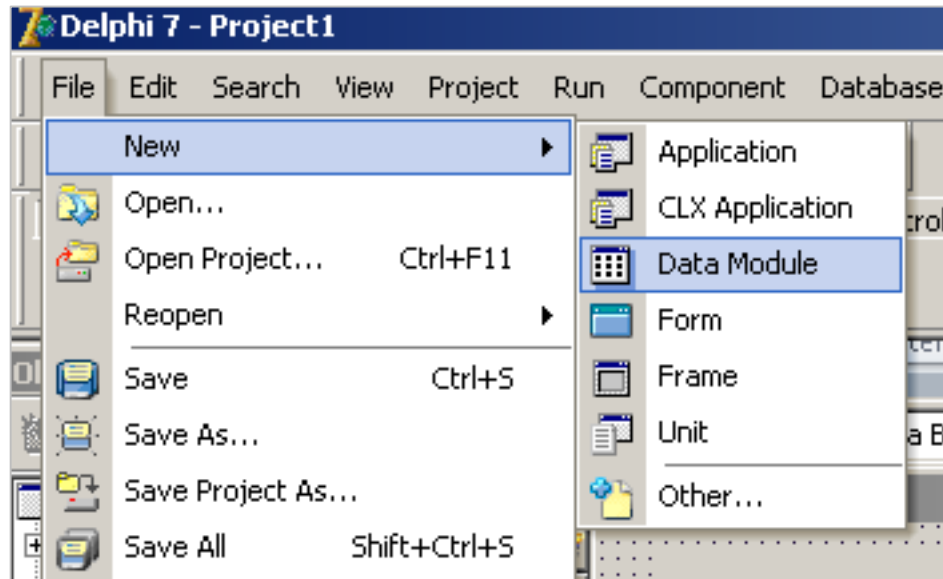 Delphi 7 - Project1
File Edit Search View Project Run Component Database
New
Open...
Open Project... Ctrl+F11
Reopen
Save Ctrl+S
Save As...
Save Project As...
Save All Shift+Ctrl+S
Application
CLX Application
Data Module
Form
Frame
Unit
Other...